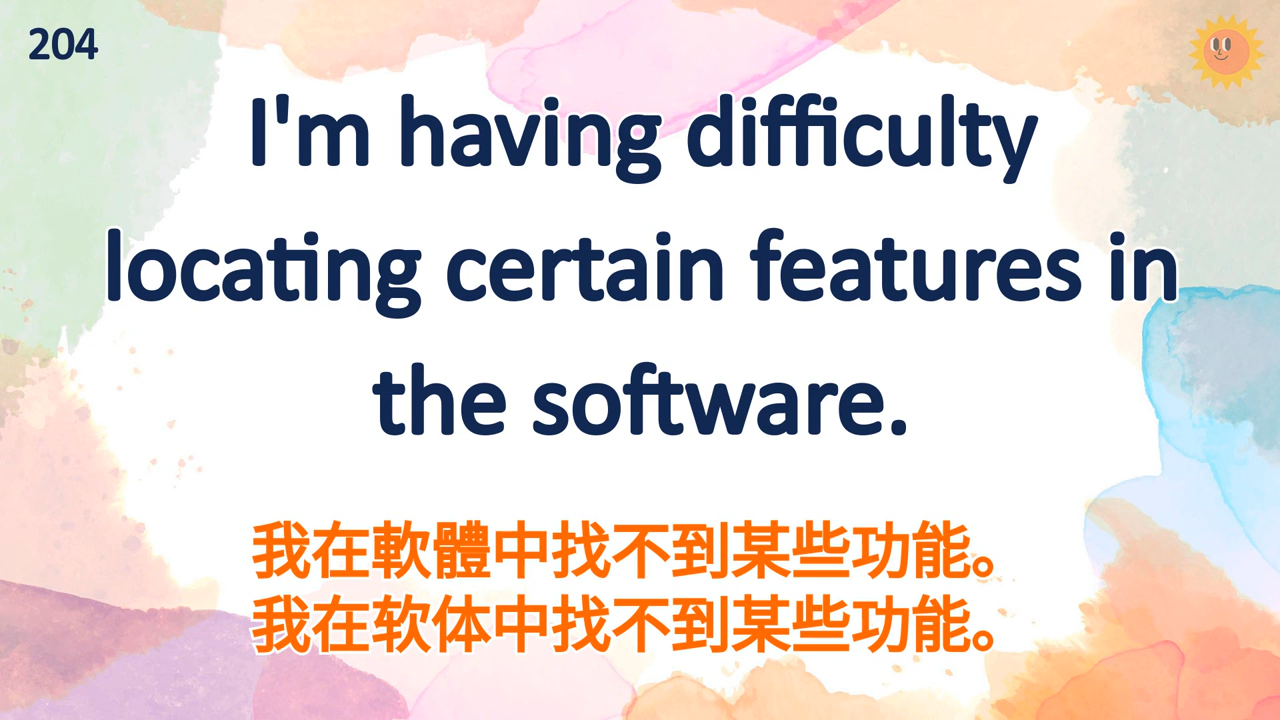 204
I'm having difficulty
locating certain features in
the software.
我在軟體中找不到某些功能。
我在软体中找不到某些功能。